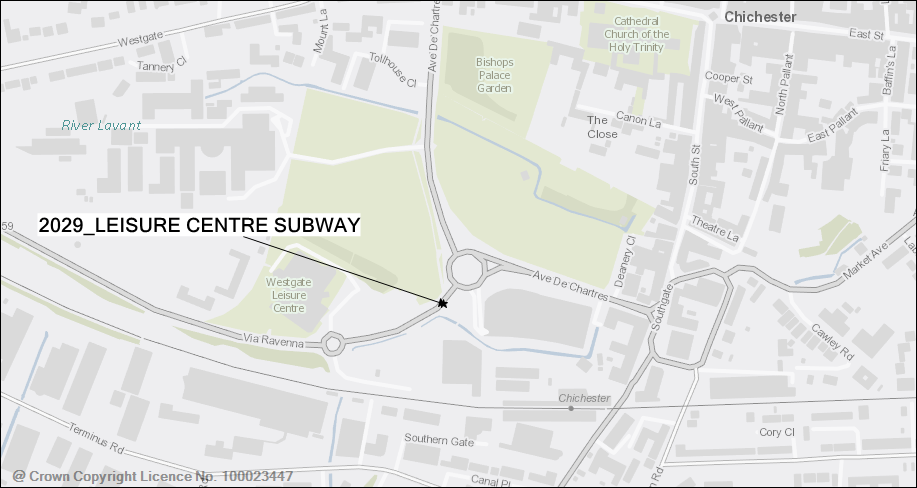 Chichester
Cathedral
Church of the
Holy Trinity
East St
Westgate
Mount La
Ave De Chartres
Tannery Cl
Tollhouse Cl
Bishops
Palace
Garden
Cooper St
North Pallant
Baffin's La
West Pallant
River Lavant
The
Close
Canon La
East Pallant
South St
Friary La
2029_LEISURE CENTRE SUBWAY
59
Theatre La
Deanery Cl
Market Ave
Ave De Chartres
Westgate
Leisure
Centre
Southgate
Via Ravenna
Cawley Rd
Chichester
Terminus Rd
Southern Gate
Cory Cl
@ Crown Copyright Licence No. 100023447
Canal Pl